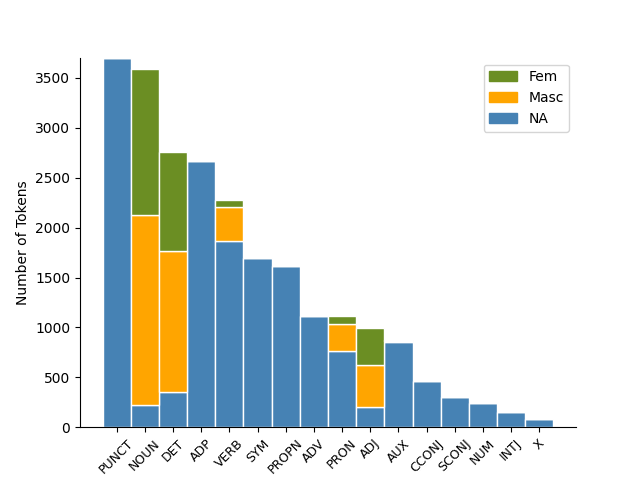 Fem
Masc
NA
Number of Tokens
3500
3000
2500
2000
1500
1000
500
0
PUNCT NOUN DET ADP VERB SYM PROPN ADV PRON ADJ AUX CCONJ SCONJ NUM INTJ X